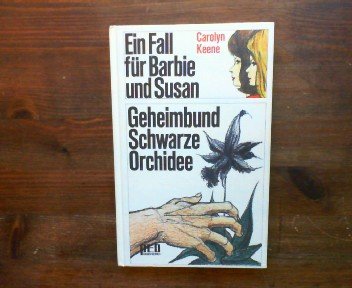 Ein Fall
für Barbie
und Susan
Carolyn
Keene
Geheimbund
Schwarze
Orchidee